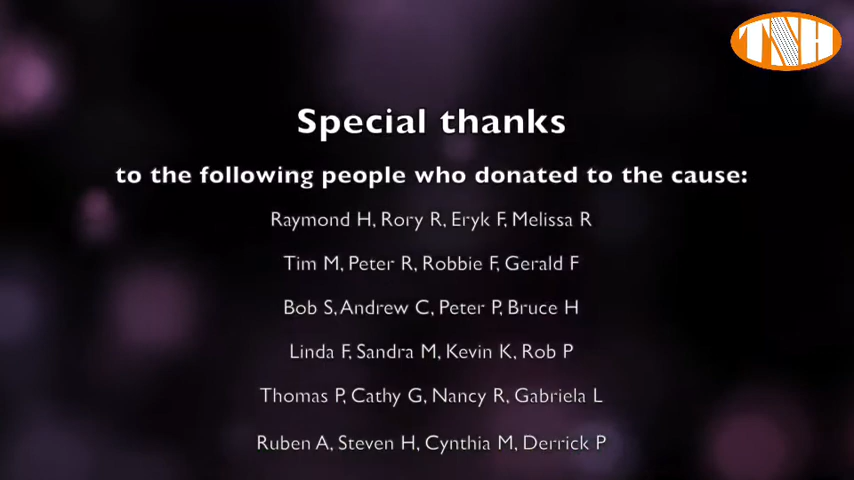 TNH
Special thanks
to the following people who donated to the cause:
Raymond H, Rory R, Eryk F, Melissa R
Tim M, Peter R, Robbie F, Gerald F
Bob S, Andrew C, Peter P, Bruce H
Linda F, Sandra M, Kevin K, Rob P
Thomas P, Cathy G, Nancy R, Gabriela L
Ruben A, Steven H, Cynthia M, Derrick P